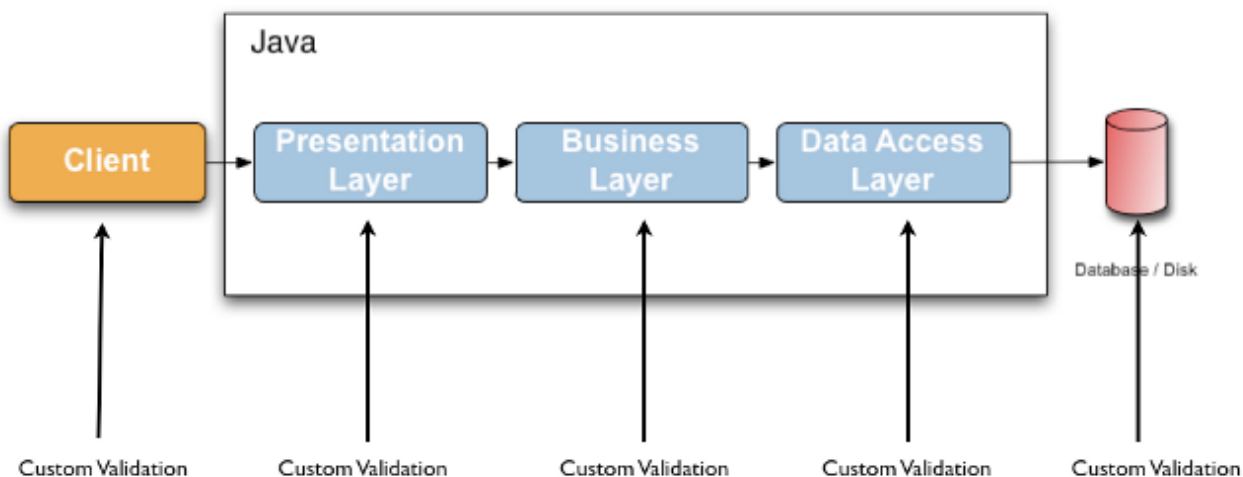 Java
Client
Presentation
Layer
Business
Layer
Data Access
Layer
Database / Disk
Custom Validation
Custom Validation
Custom Validation
Custom Validation
Custom Validation